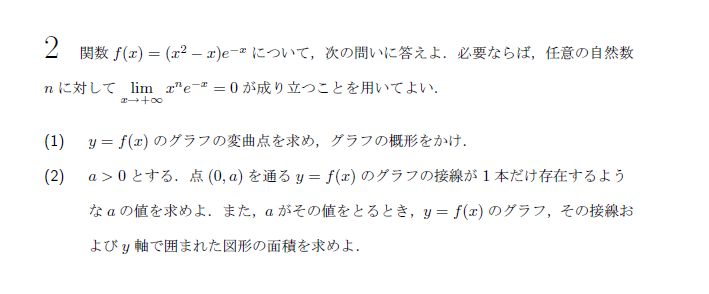 2 関数 f(x) = (x² − x)e⁻ˣ について，次の問いに答えよ．必要ならば，任意の自然数
n に対して lim_{x→+∞} xⁿe⁻ˣ = 0 が成り立つことを用いてよい．
(1) y = f(x) のグラフの変曲点を求め，グラフの概形をかけ．
(2) a > 0 とする．点 (0, a) を通る y = f(x) のグラフの接線が 1 本だけ存在するよう
な a の値を求めよ．また，a がその値をとるとき，y = f(x) のグラフ，その接線お
よび y 軸で囲まれた図形の面積を求めよ．